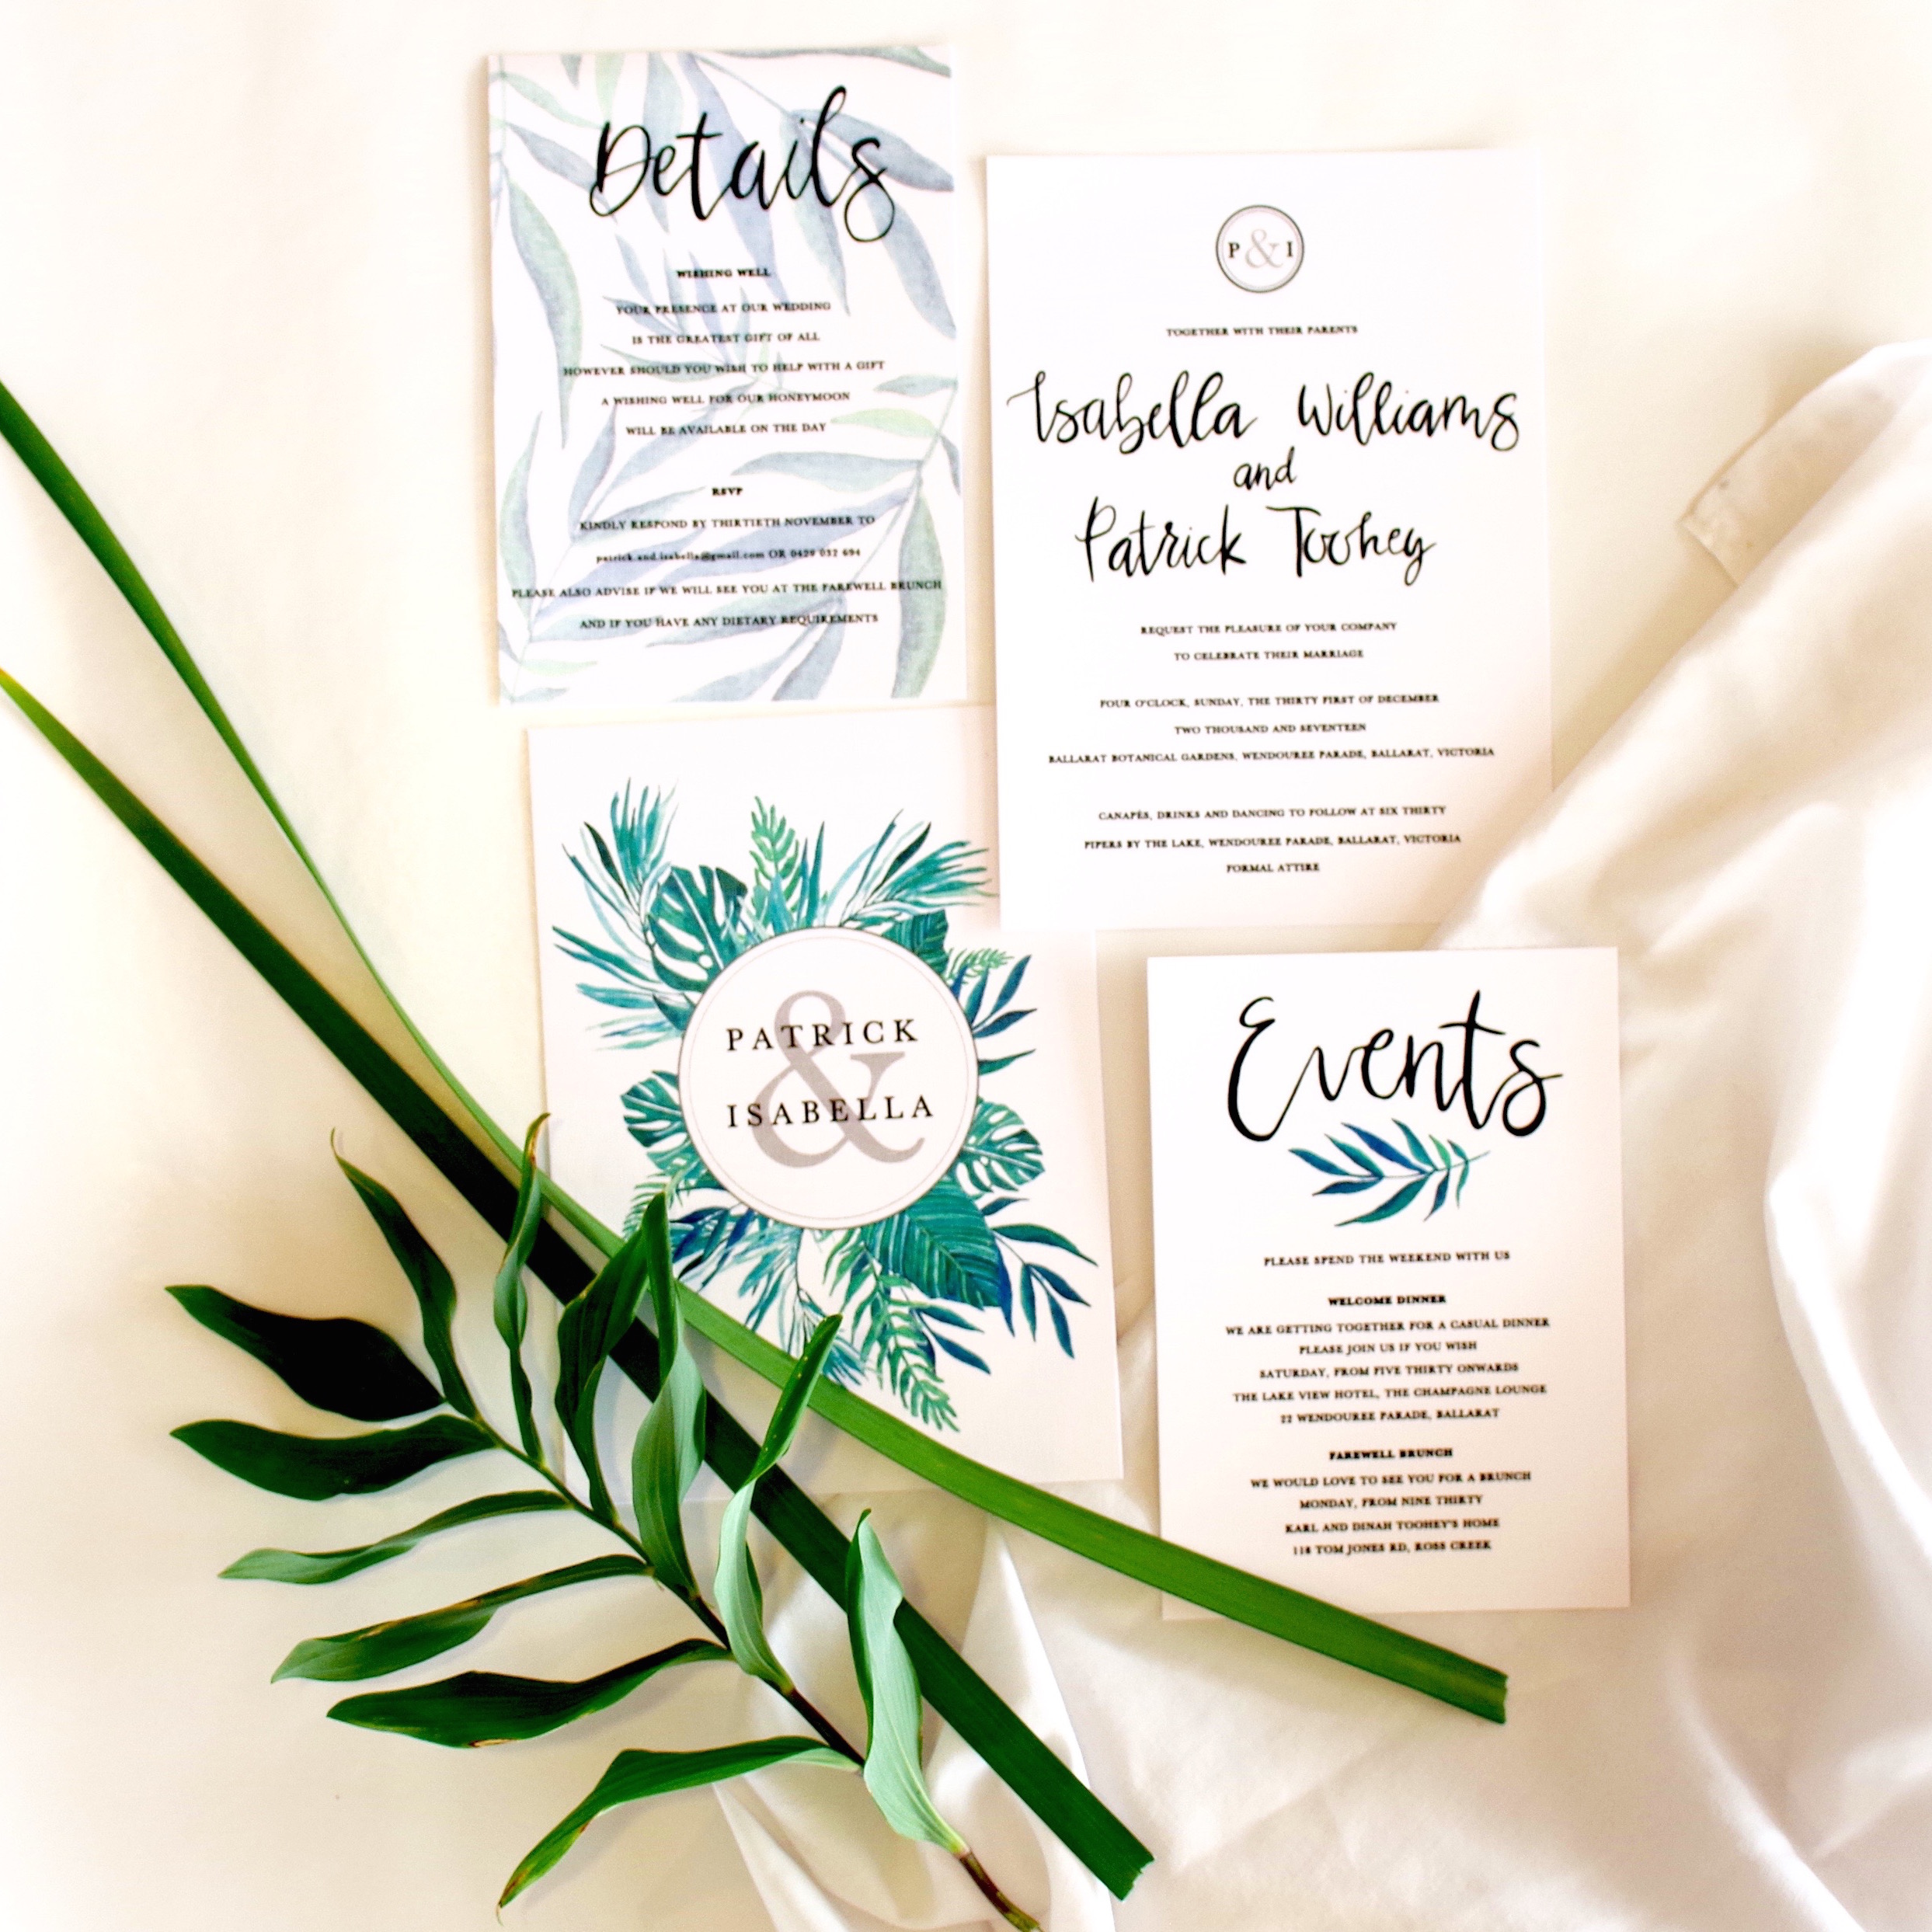 Details
WISHING WELL
YOUR PRESENCE AT OUR WEDDING
IS THE GREATEST GIFT OF ALL
HOWEVER SHOULD YOU WISH TO HELP WITH A GIFT
A WISHING WELL FOR OUR HONEYMOON
WILL BE AVAILABLE ON THE DAY
RSVP
KINDLY RESPOND BY THIRTIETH NOVEMBER TO
patrick.and.isabella@gmail.com OR 0429 032 694
PLEASE ALSO ADVISE IF WE WILL SEE YOU AT THE FAREWELL BRUNCH
AND IF YOU HAVE ANY DIETARY REQUIREMENTS
P & I
TOGETHER WITH THEIR PARENTS
Isabella Williams
and
Patrick Toohey
REQUEST THE PLEASURE OF YOUR COMPANY
TO CELEBRATE THEIR MARRIAGE
FOUR O'CLOCK, SUNDAY, THE THIRTY FIRST OF DECEMBER
TWO THOUSAND AND SEVENTEEN
BALLARAT BOTANICAL GARDENS, WENDOUREE PARADE, BALLARAT, VICTORIA
CANAPÉS, DRINKS AND DANCING TO FOLLOW AT SIX THIRTY
PIPERS BY THE LAKE, WENDOUREE PARADE, BALLARAT, VICTORIA
FORMAL ATTIRE
PATRICK
&
ISABELLA
Events
PLEASE SPEND THE WEEKEND WITH US
WELCOME DINNER
WE ARE GETTING TOGETHER FOR A CASUAL DINNER
PLEASE JOIN US IF YOU WISH
SATURDAY, FROM FIVE THIRTY ONWARDS
THE LAKE VIEW HOTEL, THE CHAMPAGNE LOUNGE
22 WENDOUREE PARADE, BALLARAT
FAREWELL BRUNCH
WE WOULD LOVE TO SEE YOU FOR A BRUNCH
MONDAY, FROM NINE THIRTY
KARL AND DINAH TOOHEY'S HOME
118 TOM JONES RD, ROSS CREEK